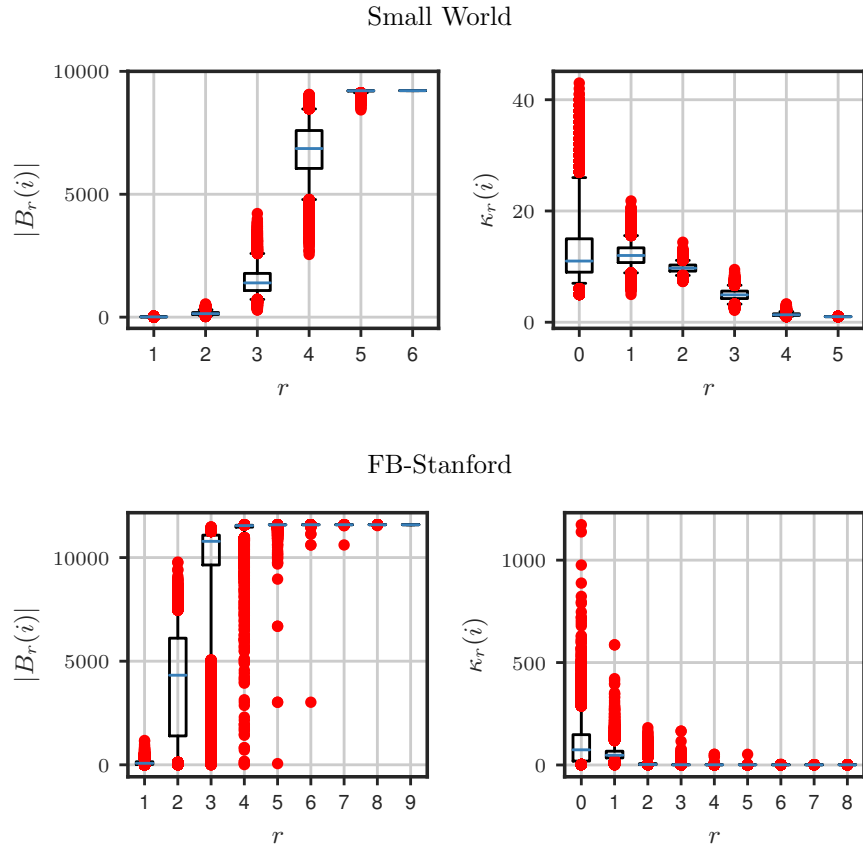 Small World
|B_r(i)|
10000
5000
0
1 2 3 4 5 6
r
κ_r(i)
40
20
0
0 1 2 3 4 5
r
FB-Stanford
|B_r(i)|
10000
5000
0
1 2 3 4 5 6 7 8 9
r
κ_r(i)
1000
500
0
0 1 2 3 4 5 6 7 8
r